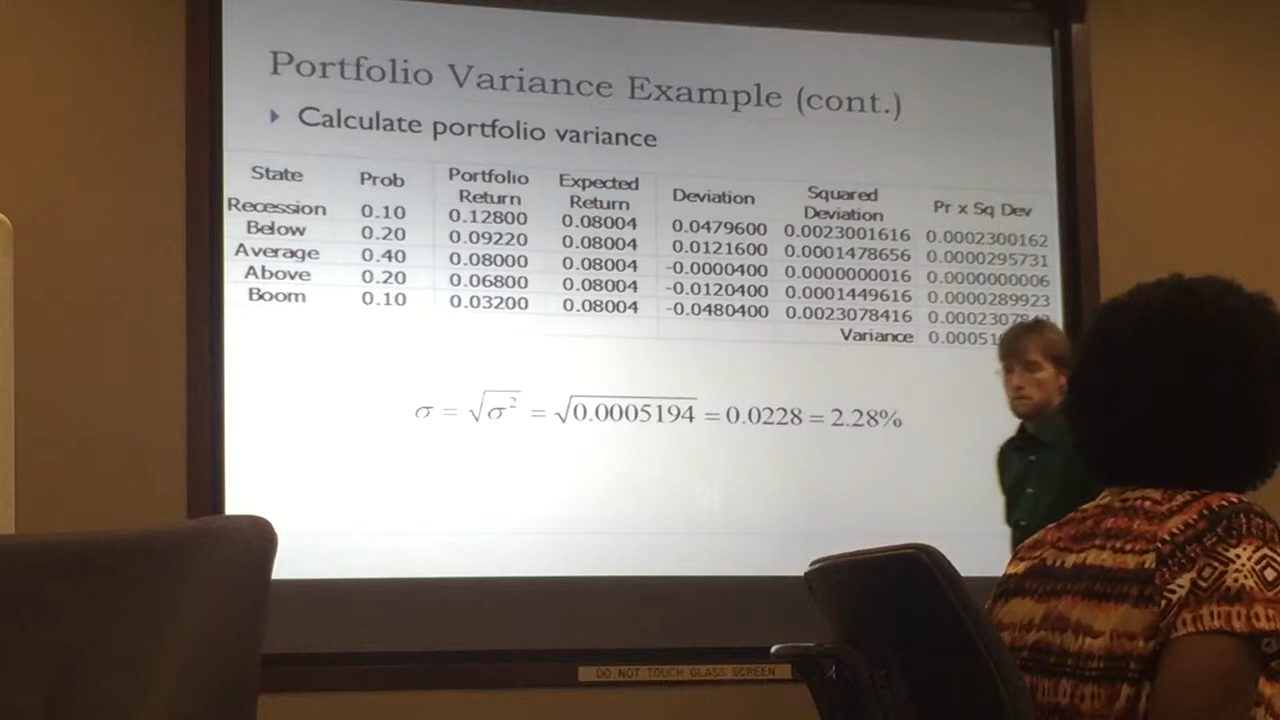 Portfolio Variance Example (cont.)
Calculate portfolio variance
State Prob Portfolio Return Expected Return Deviation Squared Deviation Pr x Sq Dev
Recession 0.10 0.12800 0.08004 0.0479600 0.0023001616 0.0002300162
Below 0.20 0.09220 0.08004 0.0121600 0.0001478656 0.0000295731
Average 0.40 0.08000 0.08004 -0.0000400 0.0000000016 0.0000000006
Above 0.20 0.06800 0.08004 -0.0120400 0.0001449616 0.0000289923
Boom 0.10 0.03200 0.08004 -0.0480400 0.0023078416
Variance
σ = √σ² = √0.0005194 = 0.0228 = 2.28%
DO NOT TOUCH GLASS SCREEN